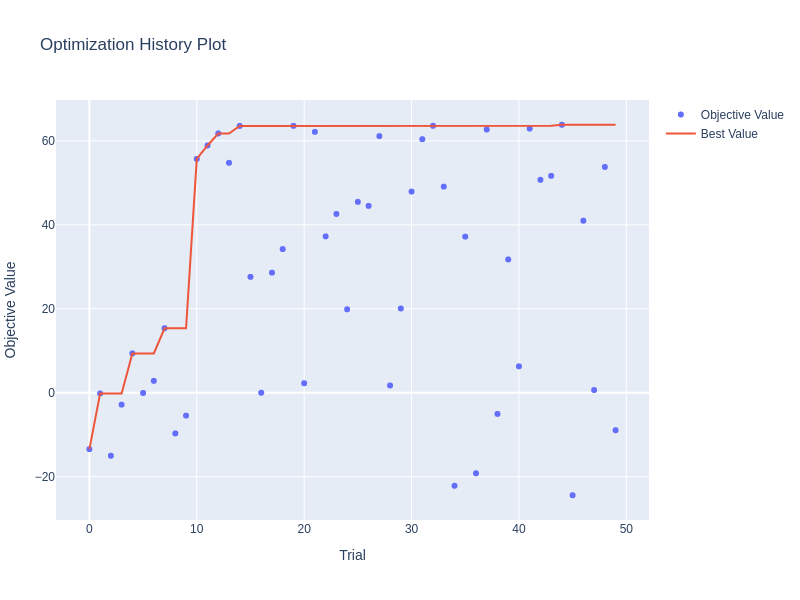 Optimization History Plot
Objective Value
Best Value
60
40
20
0
−20
Objective Value
0
10
20
30
40
50
Trial